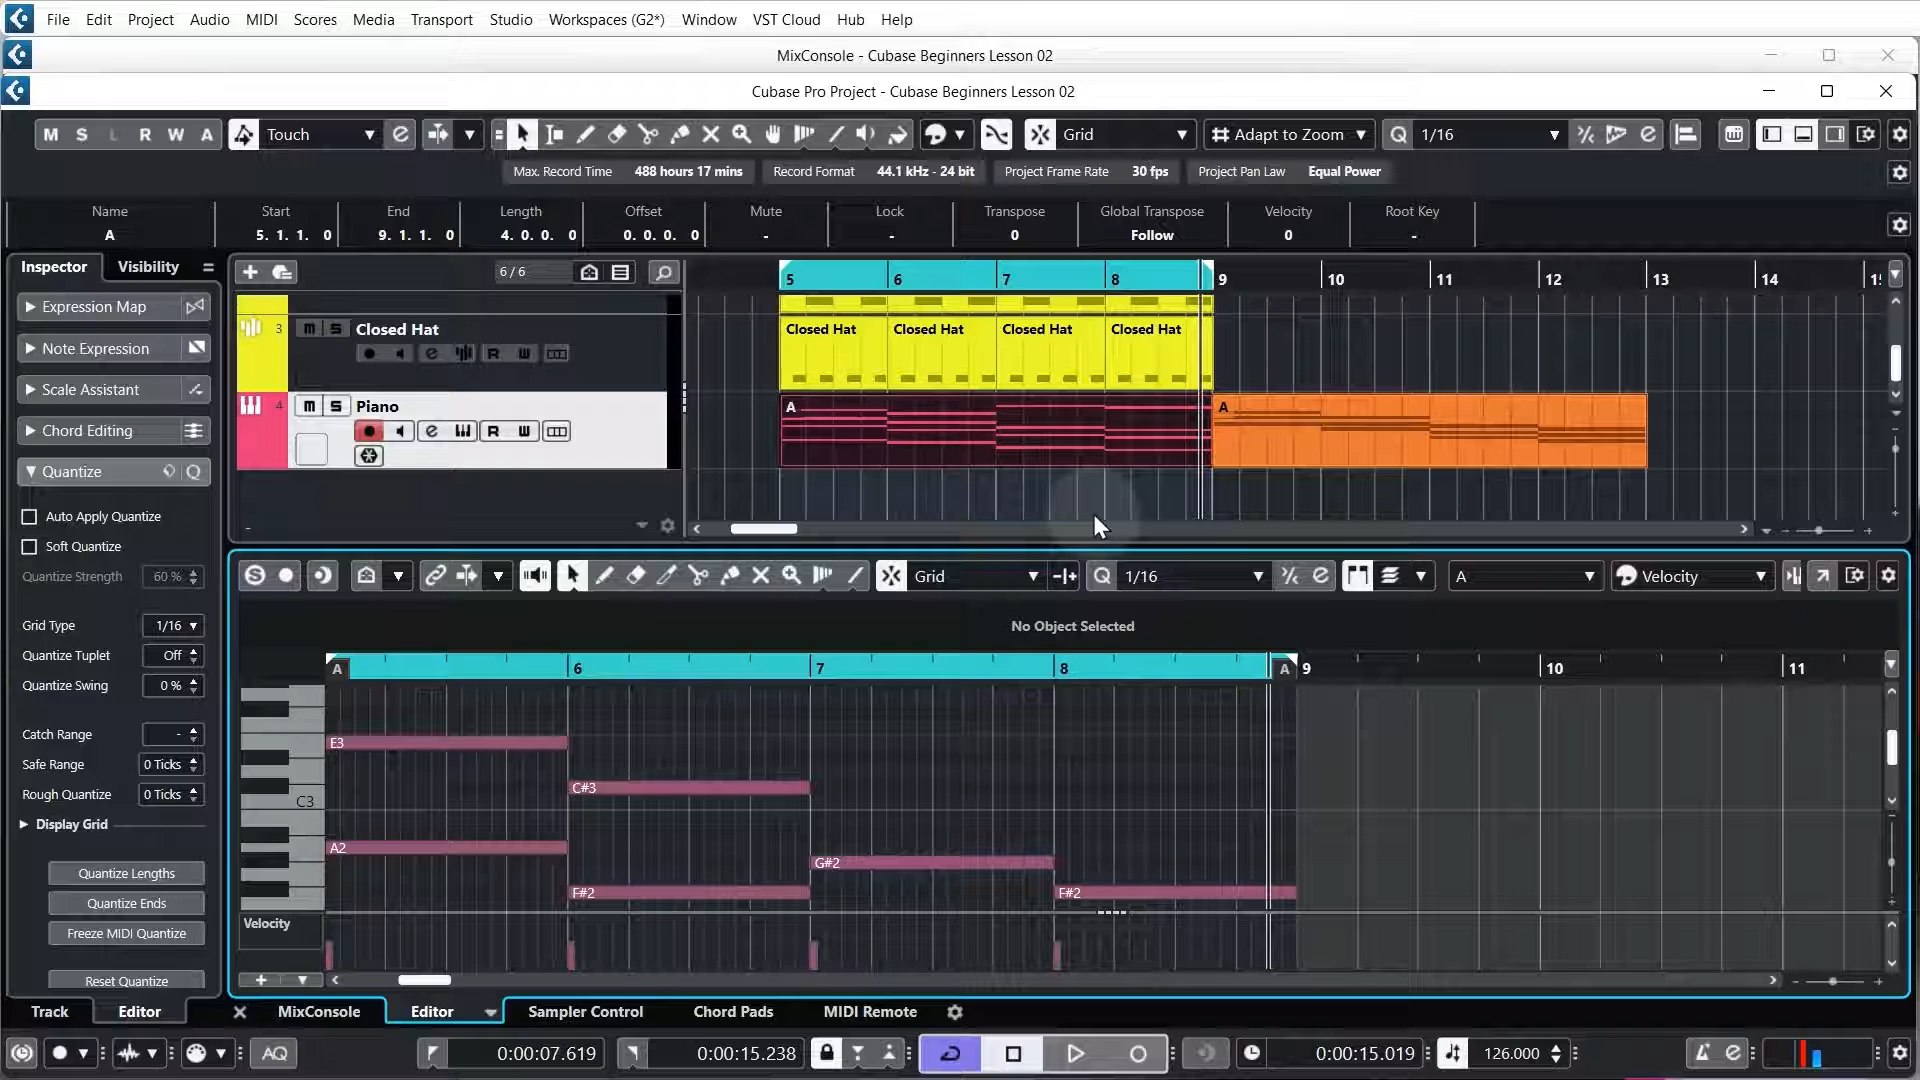 File Edit Project Audio MIDI Scores Media Transport Studio Workspaces (G2*) Window VST Cloud Hub Help
MixConsole - Cubase Beginners Lesson 02
Cubase Pro Project - Cubase Beginners Lesson 02
M S L R W A Touch Grid Adapt to Zoom Q 1/16
Max. Record Time 488 hours 17 mins Record Format 44.1 kHz - 24 bit Project Frame Rate 30 fps Project Pan Law Equal Power
Name Start End Length Offset Mute Lock Transpose Global Transpose Velocity Root Key
A 5. 1. 1. 0 9. 1. 1. 0 4. 0. 0. 0 0. 0. 0. 0 - - 0 Follow 0 -
Inspector Visibility
6 / 6
5 6 7 8 9 10 11 12 13 14
Expression Map
Note Expression
Scale Assistant
Chord Editing
Quantize Q
3 m S Closed Hat
R W
Closed Hat Closed Hat Closed Hat Closed Hat
4 m S Piano
e R W
A A
Auto Apply Quantize
Soft Quantize
Quantize Strength 60 %
Grid Type 1/16
Quantize Tuplet Off
Quantize Swing 0 %
Catch Range -
Safe Range 0 Ticks
Rough Quantize 0 Ticks
Display Grid
Quantize Lengths
Quantize Ends
Freeze MIDI Quantize
Reset Quantize
Grid Q 1/16 A Velocity
No Object Selected
A 6 7 8 A 9 10 11
E3
C#3
C3
A2
G#2
F#2 F#2
Velocity
Track Editor MixConsole Editor Sampler Control Chord Pads MIDI Remote
AQ 0:00:07.619 0:00:15.238 0:00:15.019 126.000